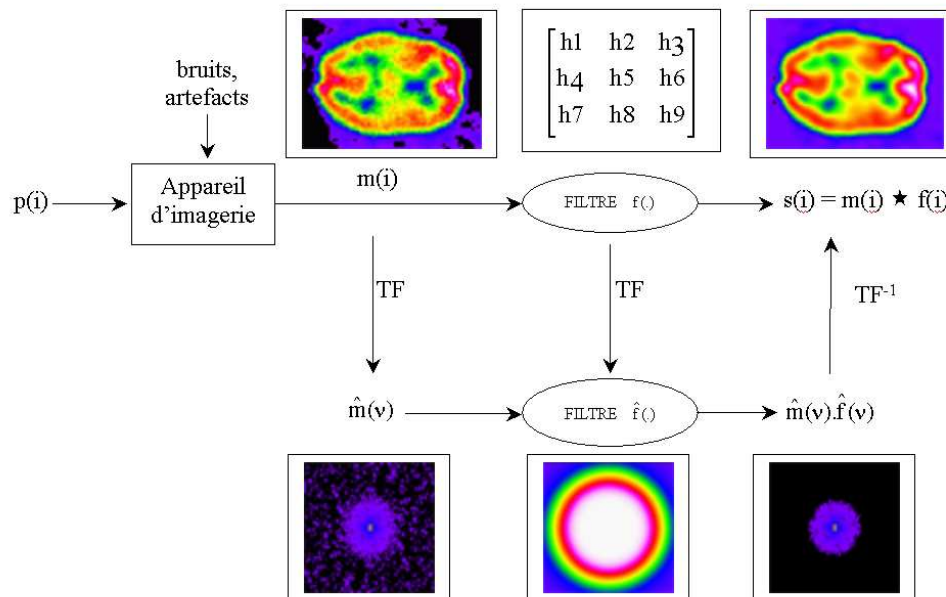 bruits,
artefacts
h1 h2 h3
h4 h5 h6
h7 h8 h9
p(i)
Appareil
d'imagerie
m(i)
FILTRE f(.)
s(i) = m(i) ★ f(i)
TF
TF
TF⁻¹
m̂(ν)
FILTRE f̂(.)
m̂(ν).f̂(ν)